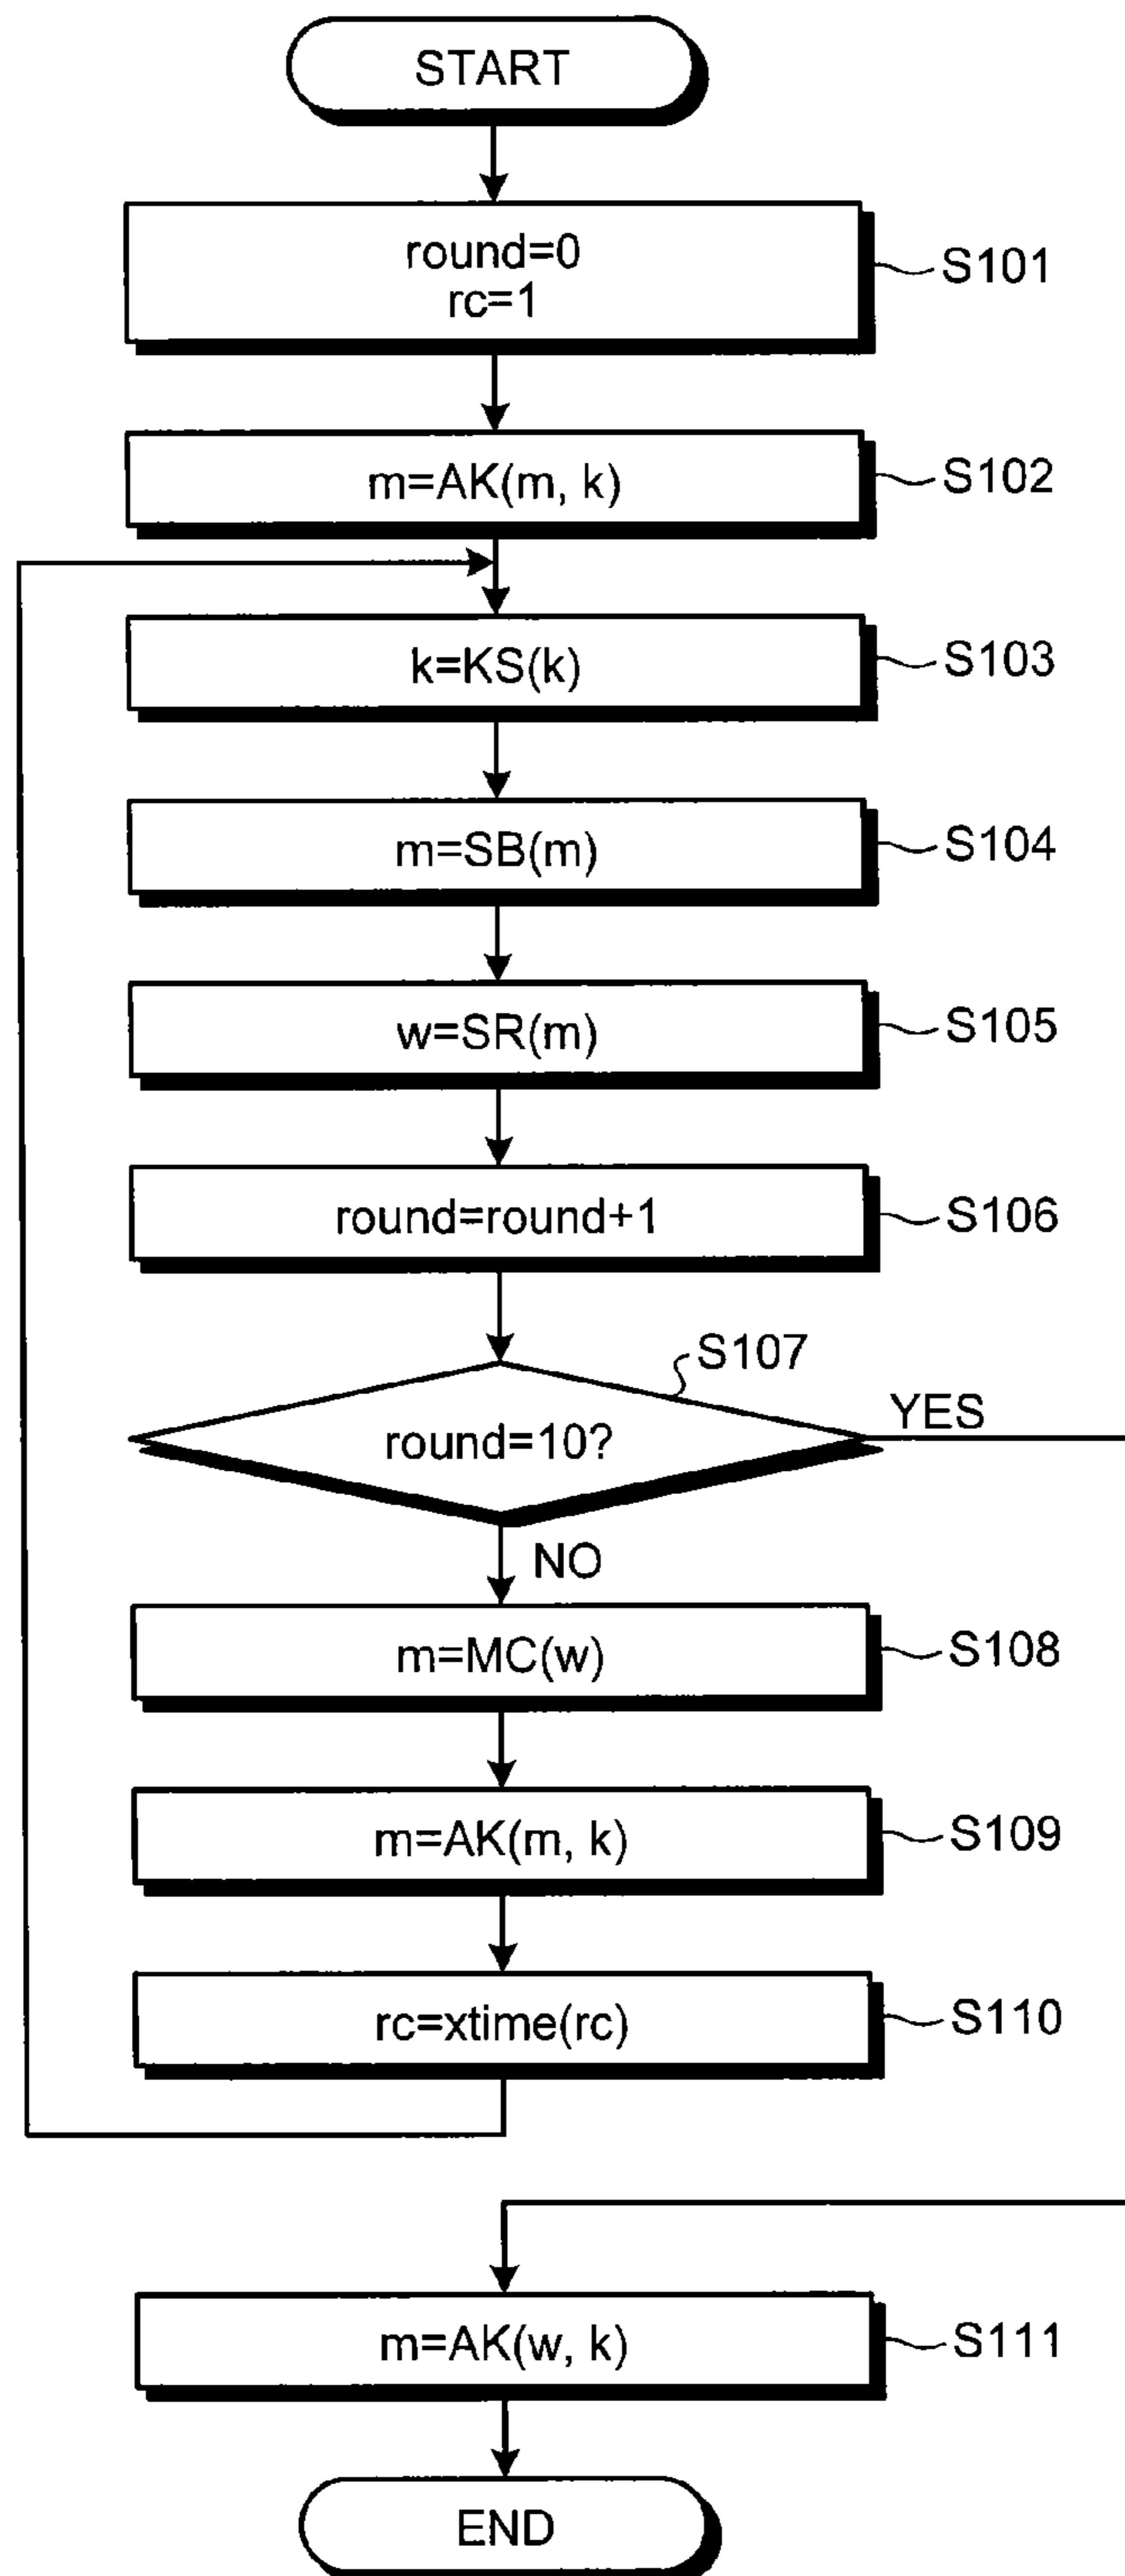 START
round=0
rc=1
S101
m=AK(m, k)
S102
k=KS(k)
S103
m=SB(m)
S104
w=SR(m)
S105
round=round+1
S106
S107
round=10?
YES
NO
m=MC(w)
S108
m=AK(m, k)
S109
rc=xtime(rc)
S110
m=AK(w, k)
S111
END